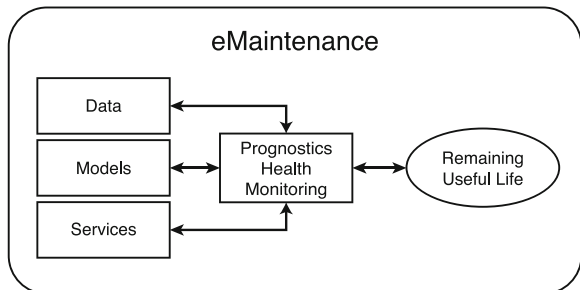 eMaintenance
Data
Models
Services
Prognostics
Health
Monitoring
Remaining
Useful Life